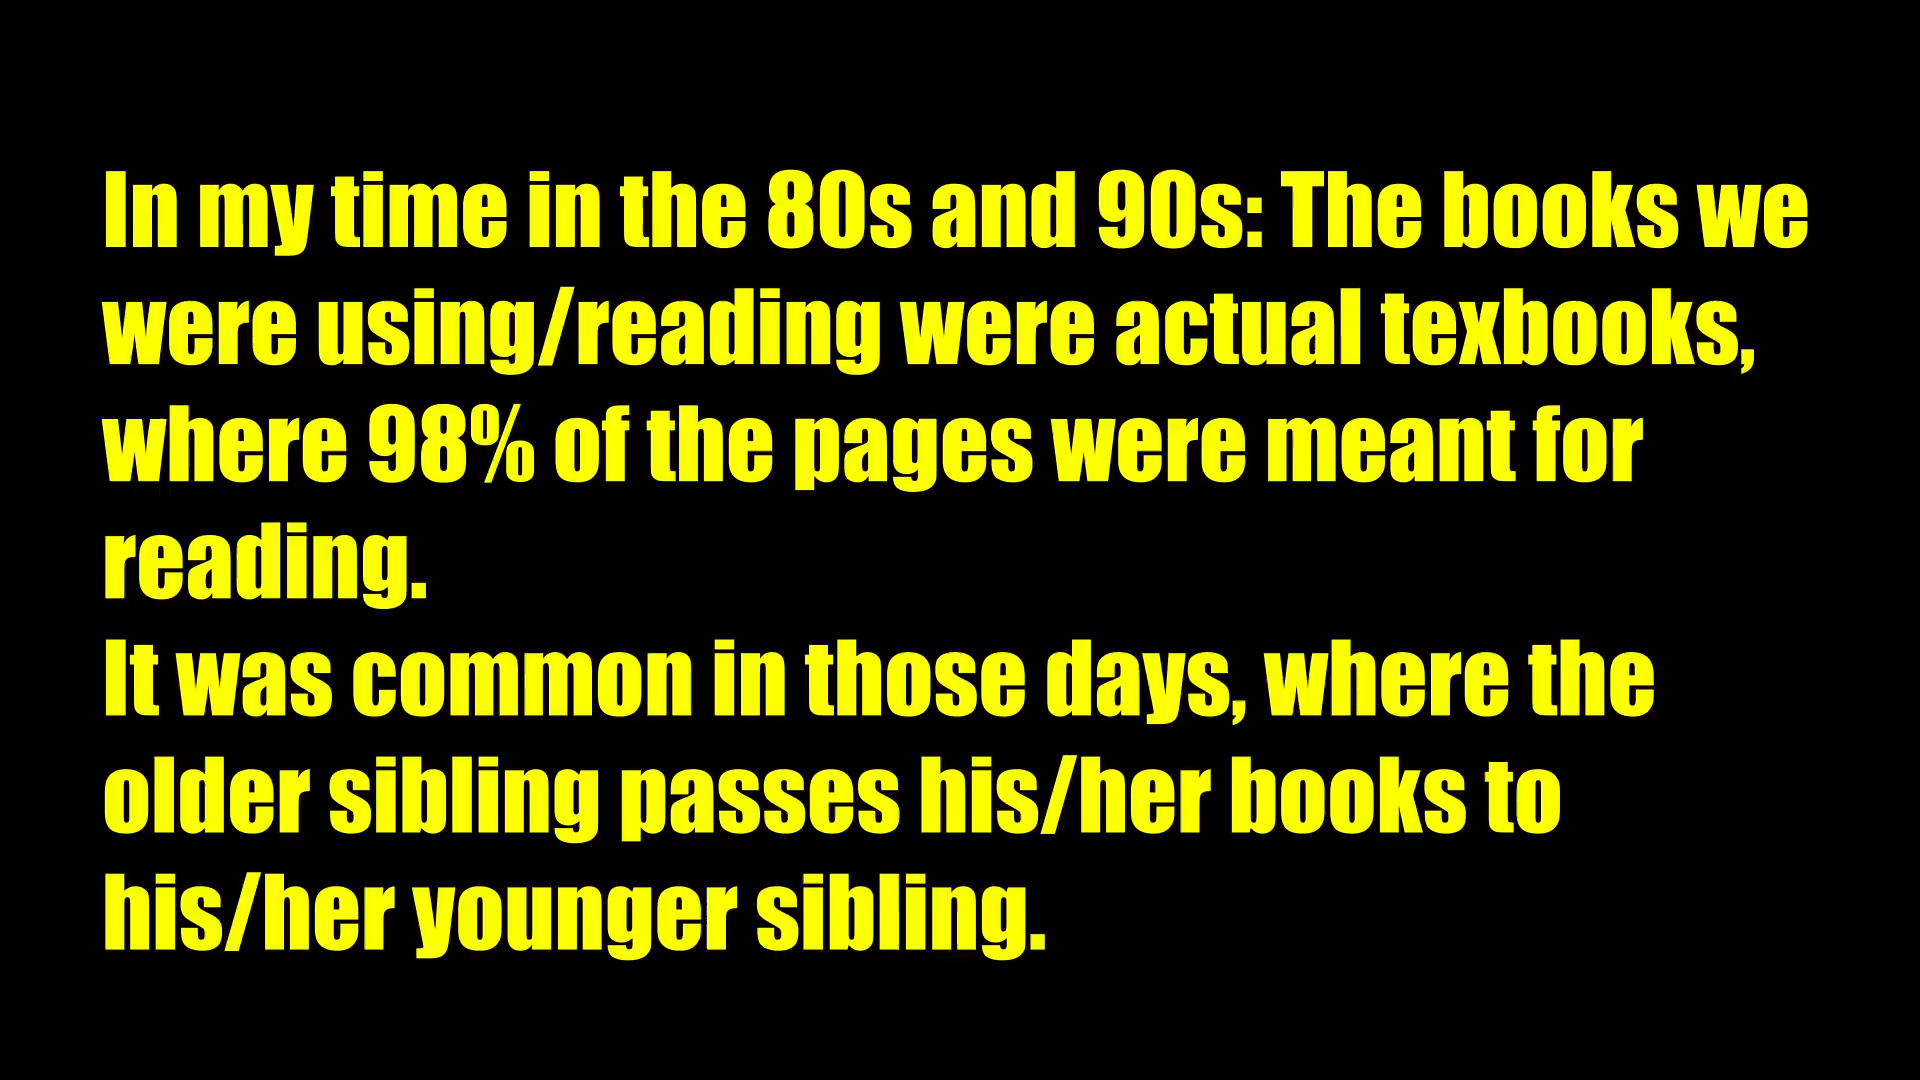 In my time in the 80s and 90s: The books we
were using/reading were actual texbooks,
where 98% of the pages were meant for
reading.
It was common in those days, where the
older sibling passes his/her books to
his/her younger sibling.